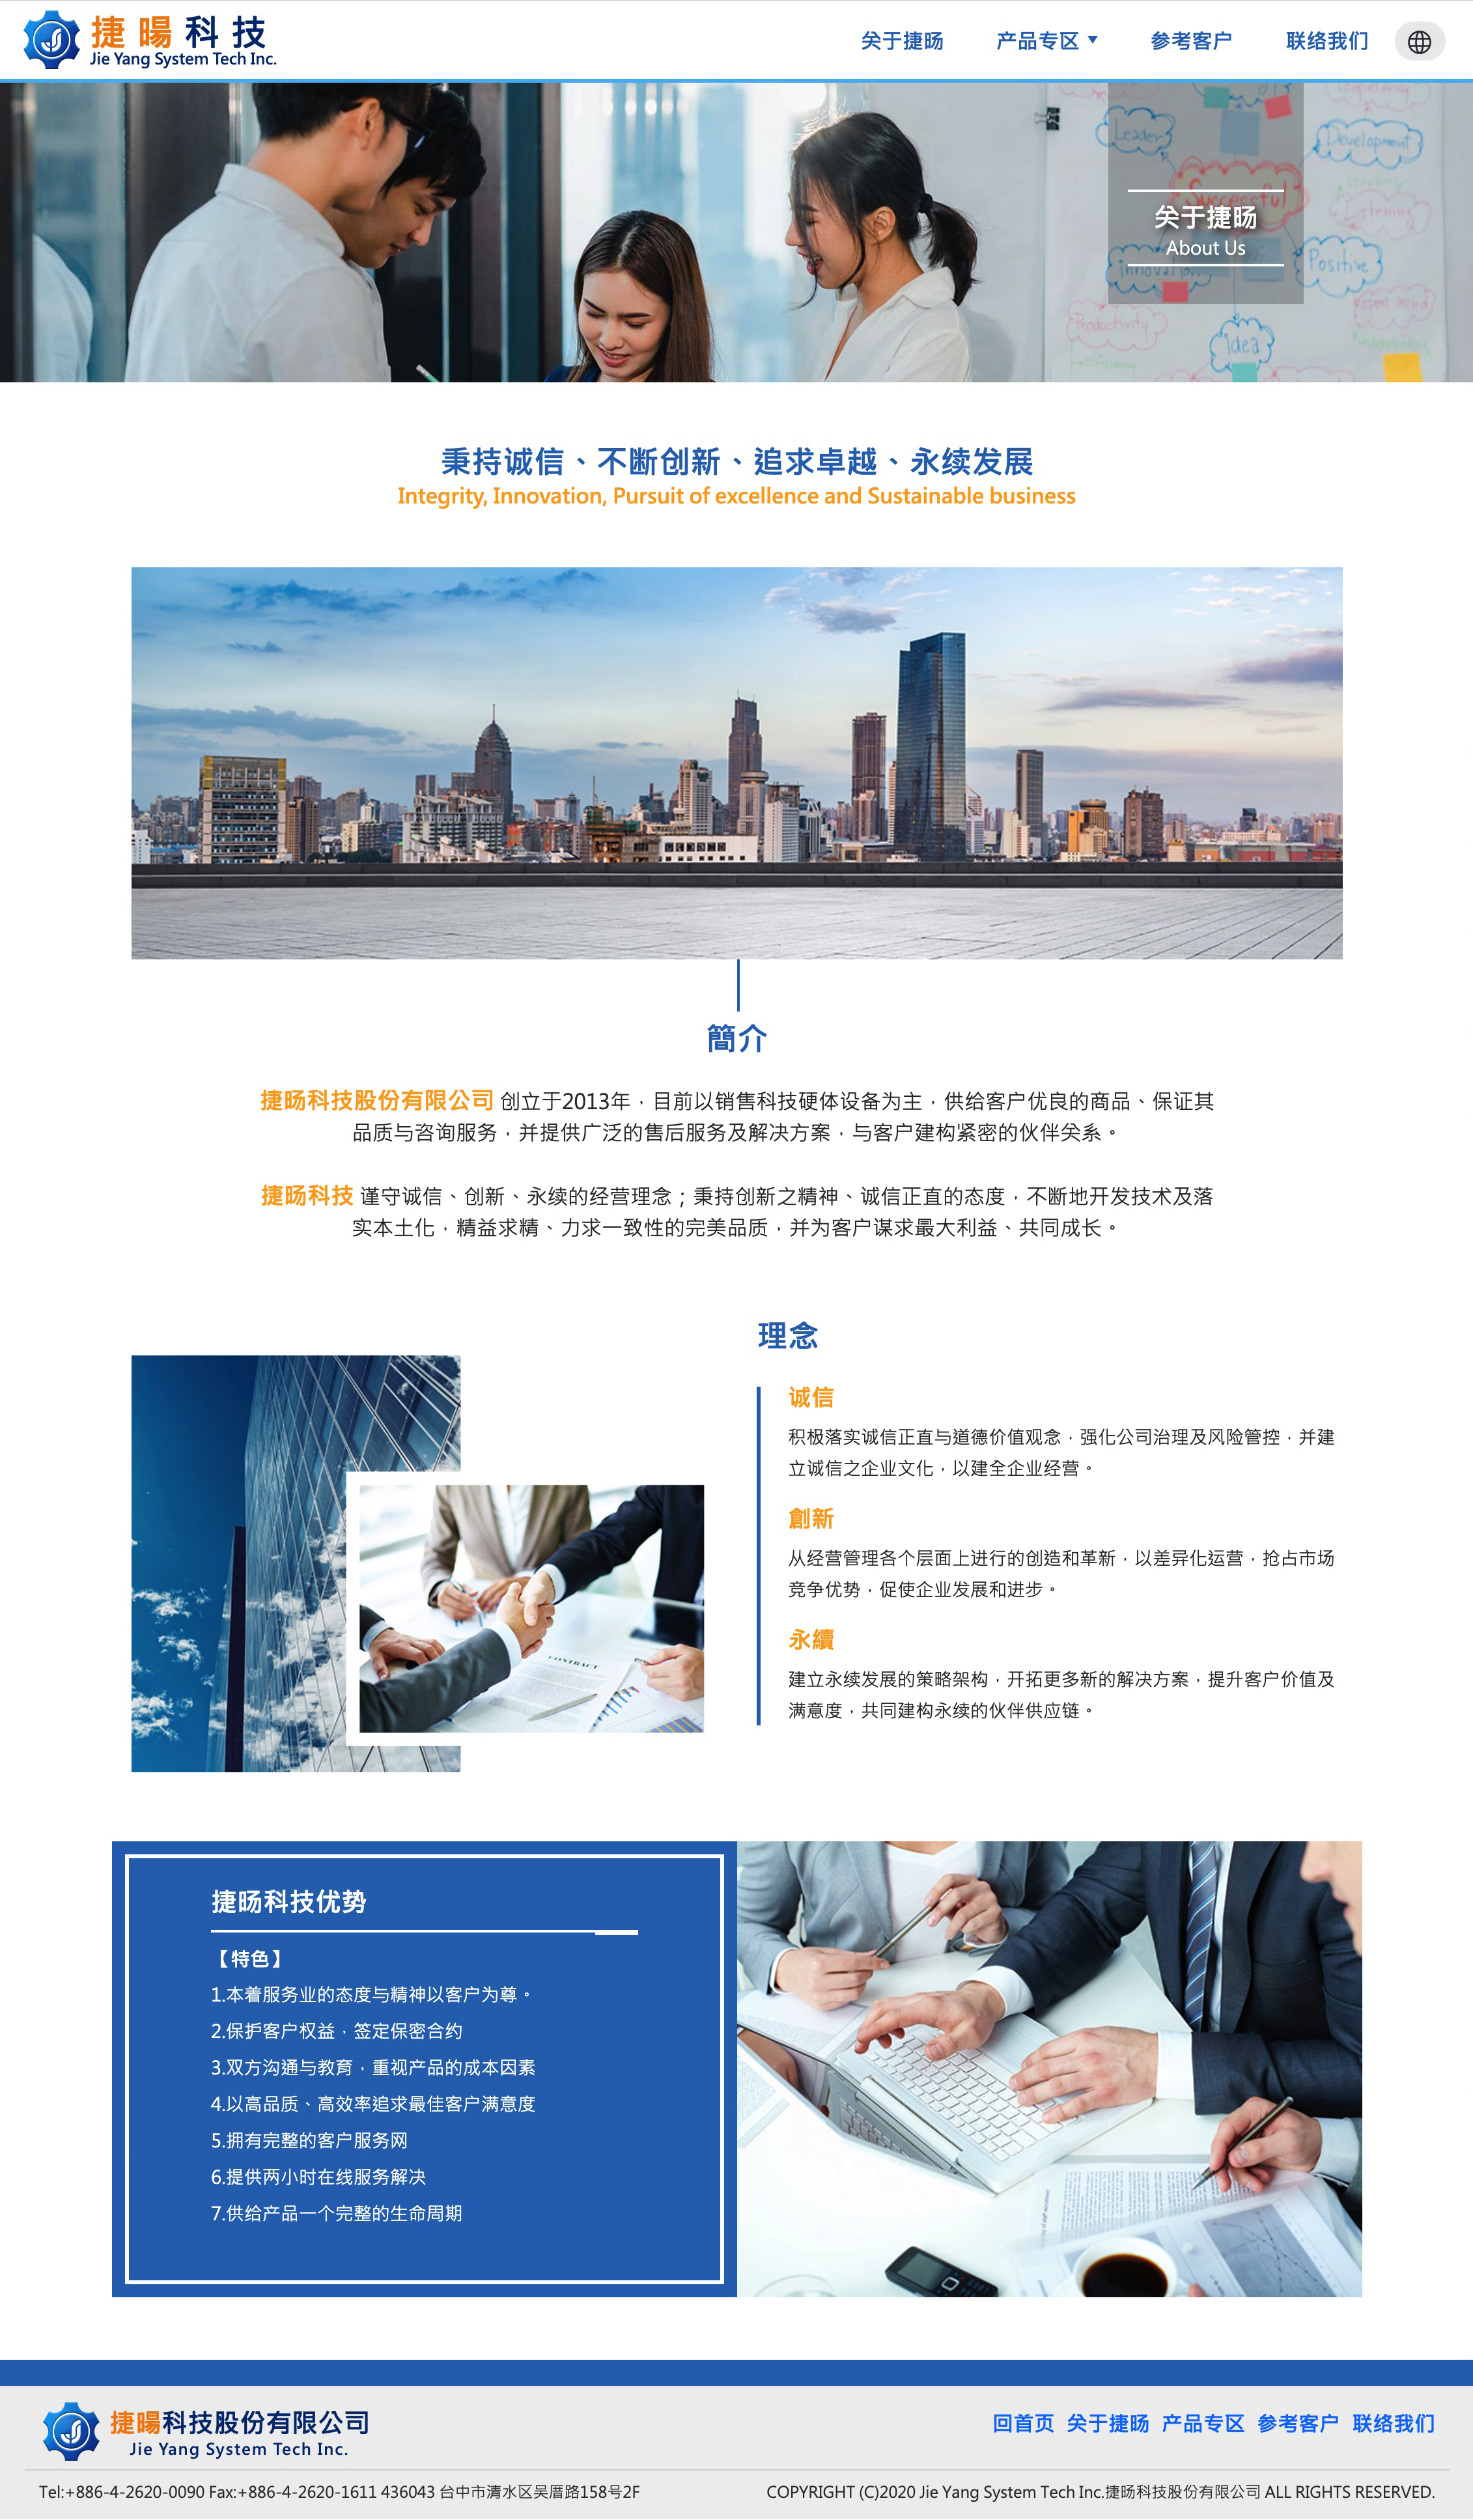 捷暘科技
Jie Yang System Tech Inc.
关于捷旸
产品专区
参考客户
联络我们
Competency
Leader
Development
Successful
Listening
关于捷旸
About Us
Innovation
Positive
open mind
Productivity
idea
efficiency
秉持诚信、不断创新、追求卓越、永续发展
Integrity, Innovation, Pursuit of excellence and Sustainable business
簡介
捷旸科技股份有限公司 创立于2013年，目前以销售科技硬体设备为主，供给客户优良的商品、保证其
品质与咨询服务，并提供广泛的售后服务及解决方案，与客户建构紧密的伙伴关系。
捷旸科技 谨守诚信、创新、永续的经营理念；秉持创新之精神、诚信正直的态度，不断地开发技术及落
实本土化，精益求精、力求一致性的完美品质，并为客户谋求最大利益、共同成长。
理念
诚信
积极落实诚信正直与道德价值观念，强化公司治理及风险管控，并建
立诚信之企业文化，以建全企业经营。
創新
从经营管理各个层面上进行的创造和革新，以差异化运营，抢占市场
竞争优势，促使企业发展和进步。
永續
建立永续发展的策略架构，开拓更多新的解决方案，提升客户价值及
满意度，共同建构永续的伙伴供应链。
CONTRACT
捷旸科技优势
【特色】
1.本着服务业的态度与精神以客户为尊。
2.保护客户权益，签定保密合约
3.双方沟通与教育，重视产品的成本因素
4.以高品质、高效率追求最佳客户满意度
5.拥有完整的客户服务网
6.提供两小时在线服务解决
7.供给产品一个完整的生命周期
捷暘科技股份有限公司
Jie Yang System Tech Inc.
回首页 关于捷旸 产品专区 参考客户 联络我们
Tel:+886-4-2620-0090 Fax:+886-4-2620-1611 436043 台中市清水区吴厝路158号2F
COPYRIGHT (C)2020 Jie Yang System Tech Inc.捷旸科技股份有限公司 ALL RIGHTS RESERVED.